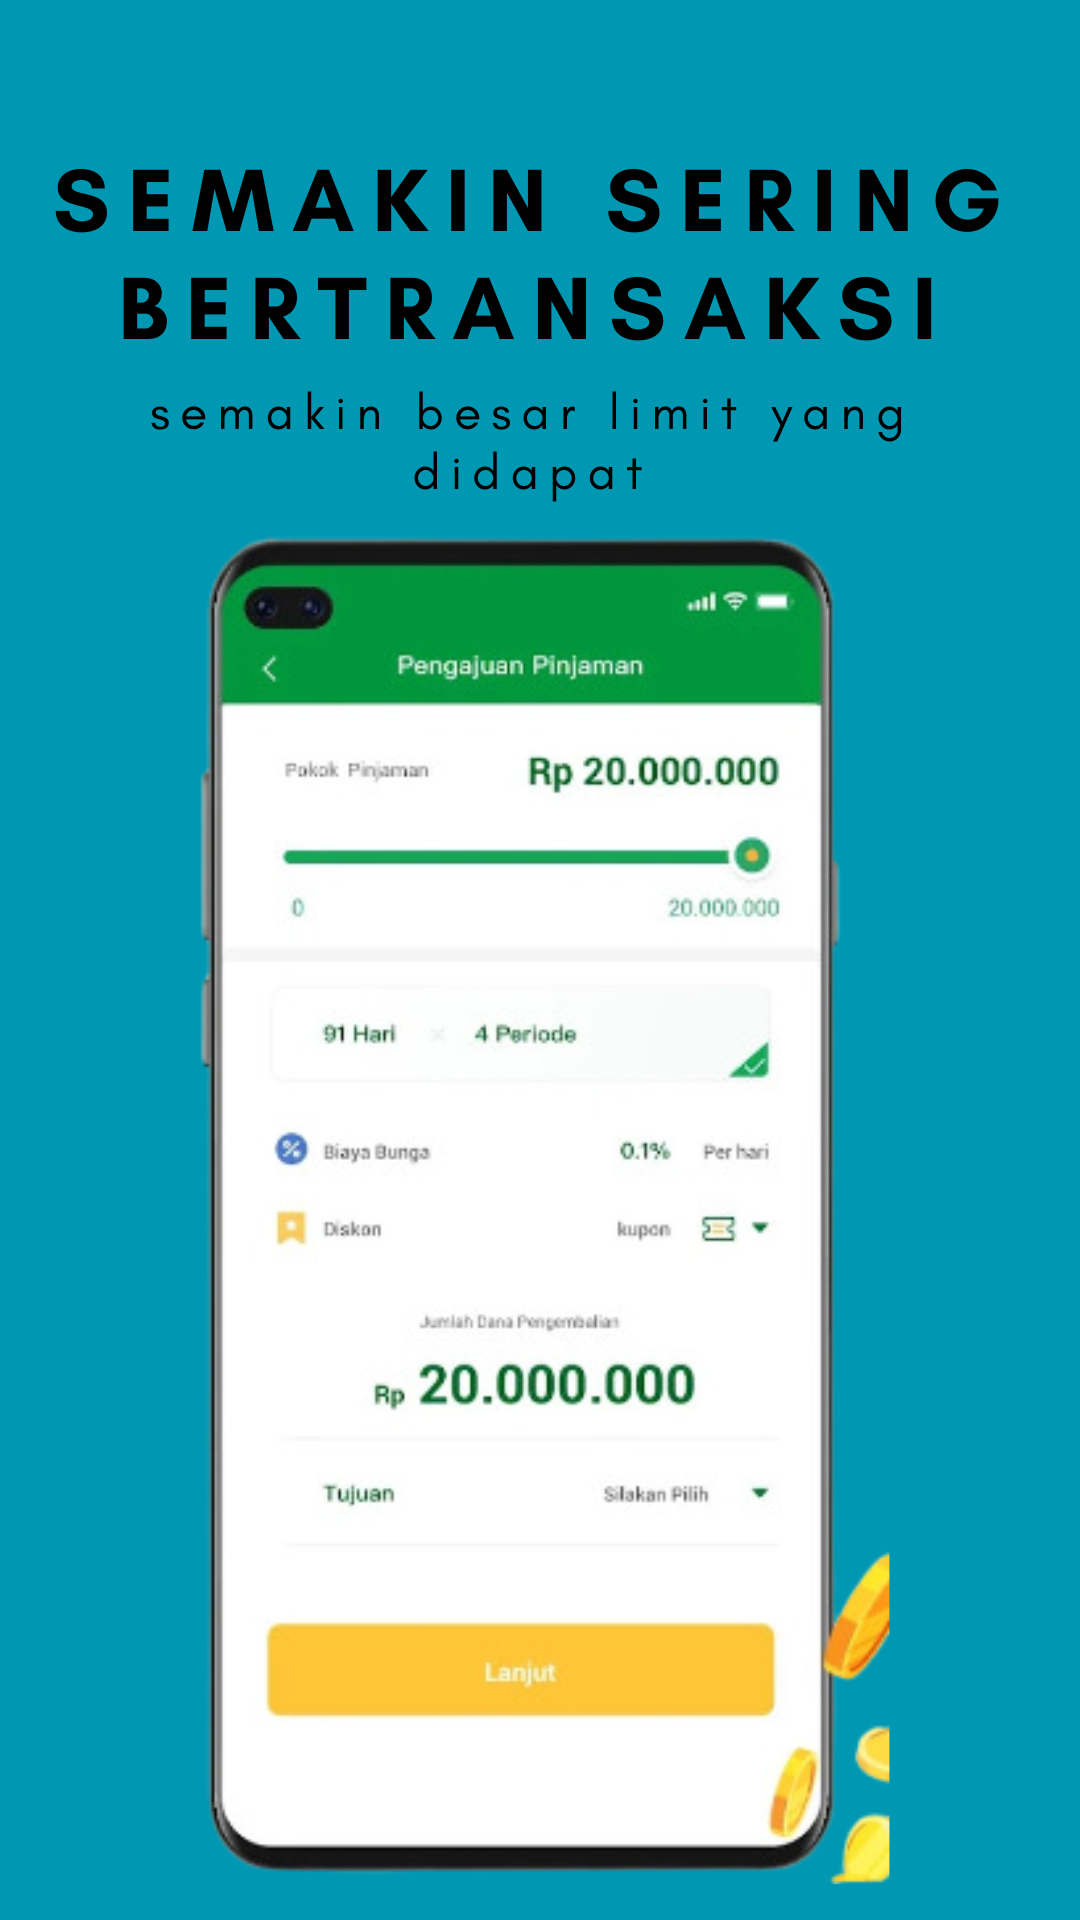 SEMAKIN SERING
BERTRANSAKSI
semakin besar limit yang
didapat
Pengajuan Pinjaman
Pokok Pinjaman Rp 20.000.000
0 20.000.000
91 Hari × 4 Periode
Biaya Bunga 0.1% Per hari
Diskon kupon
Jumlah Dana Pengembalian
Rp 20.000.000
Tujuan Silakan Pilih
Lanjut